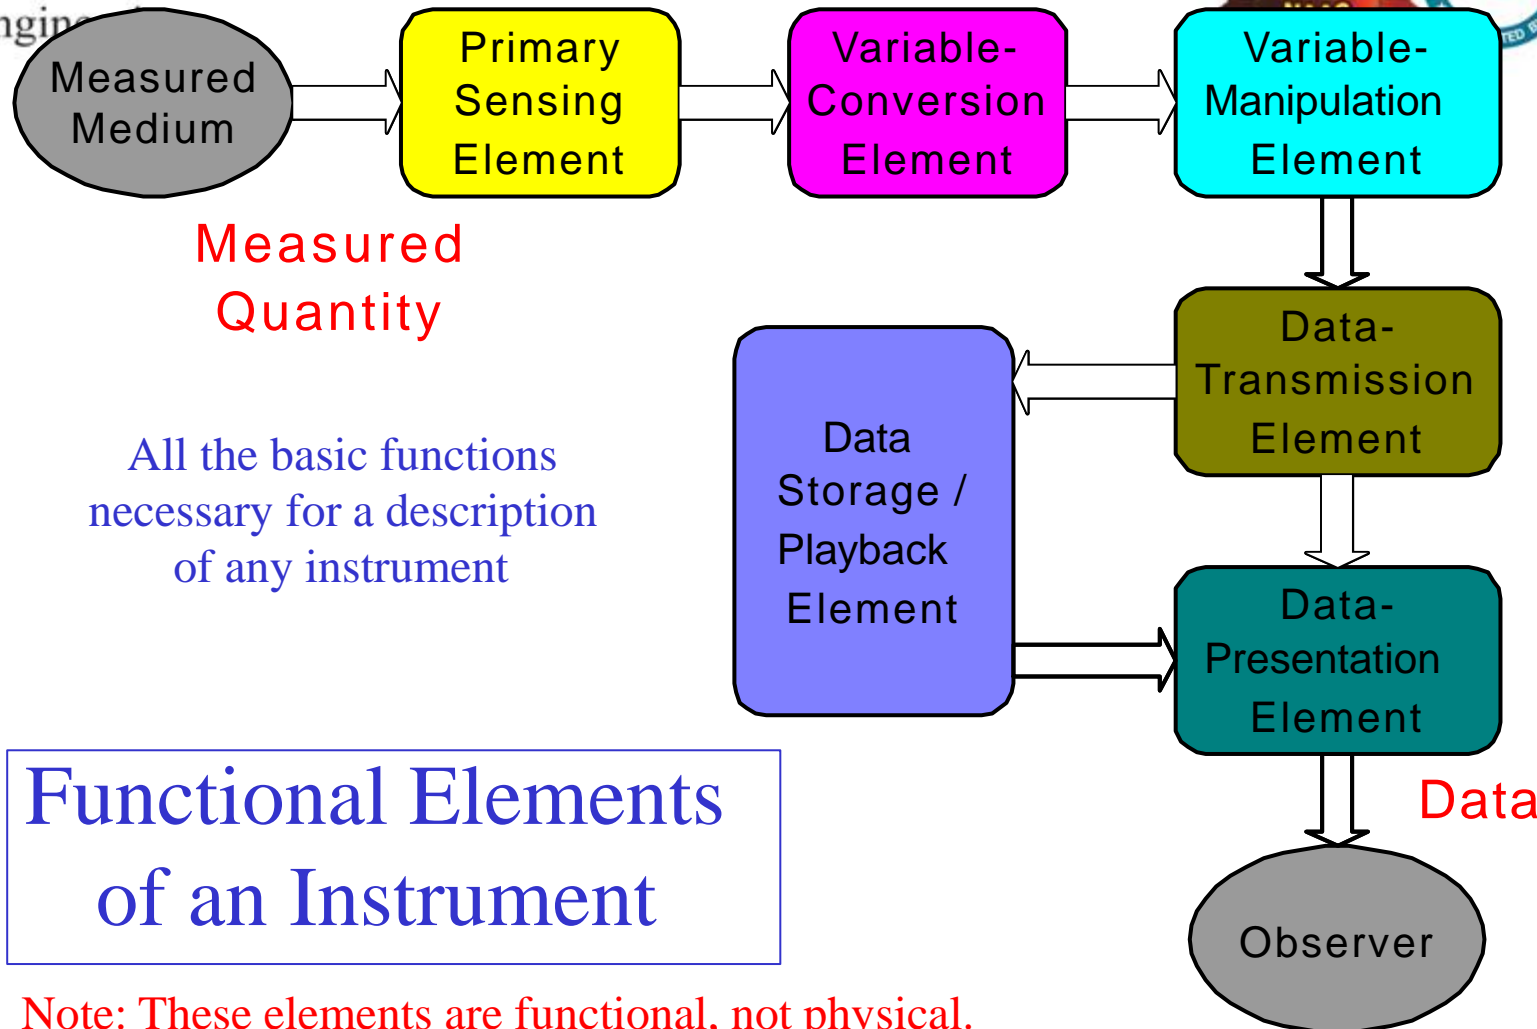 Measured
Medium
Primary
Sensing
Element
Variable-
Conversion
Element
Variable-
Manipulation
Element
Measured
Quantity
Data-
Transmission
Element
Data
Storage /
Playback
Element
All the basic functions
necessary for a description
of any instrument
Data-
Presentation
Element
Data
Functional Elements
of an Instrument
Observer
Note: These elements are functional, not physical.